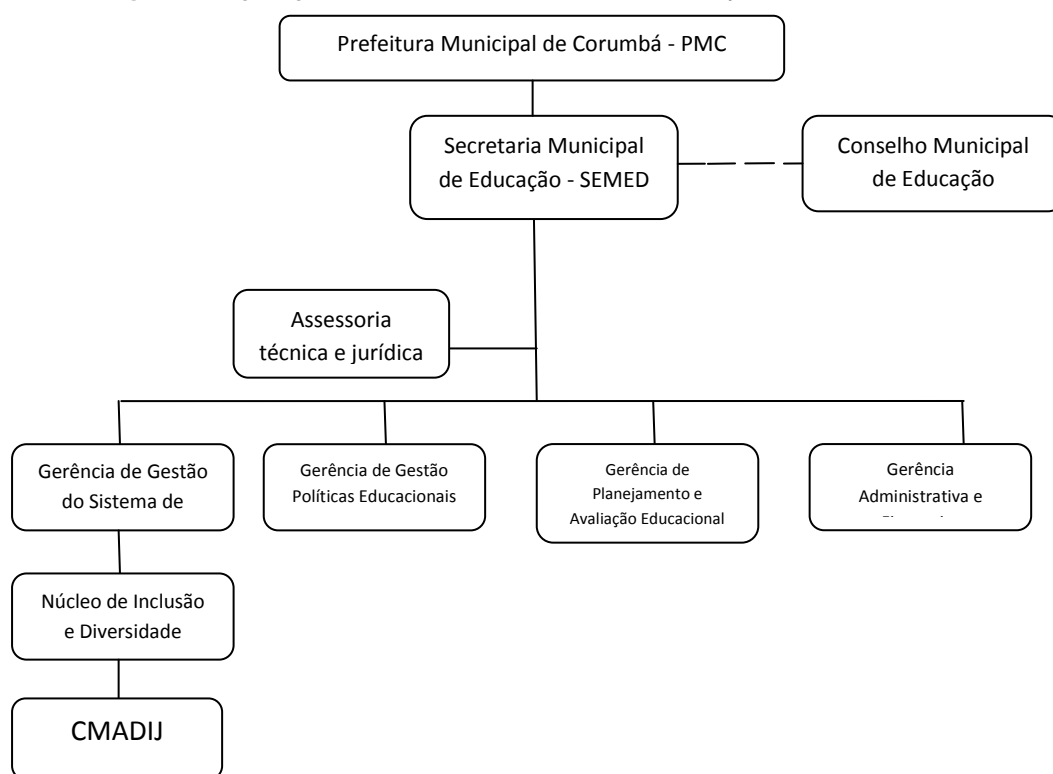 Prefeitura Municipal de Corumbá - PMC
Secretaria Municipal
de Educação - SEMED
Conselho Municipal
de Educação
Assessoria
técnica e jurídica
Gerência de Gestão
do Sistema de
Gerência de Gestão
Políticas Educacionais
Gerência de
Planejamento e
Avaliação Educacional
Gerência
Administrativa e
Núcleo de Inclusão
e Diversidade
CMADIJ